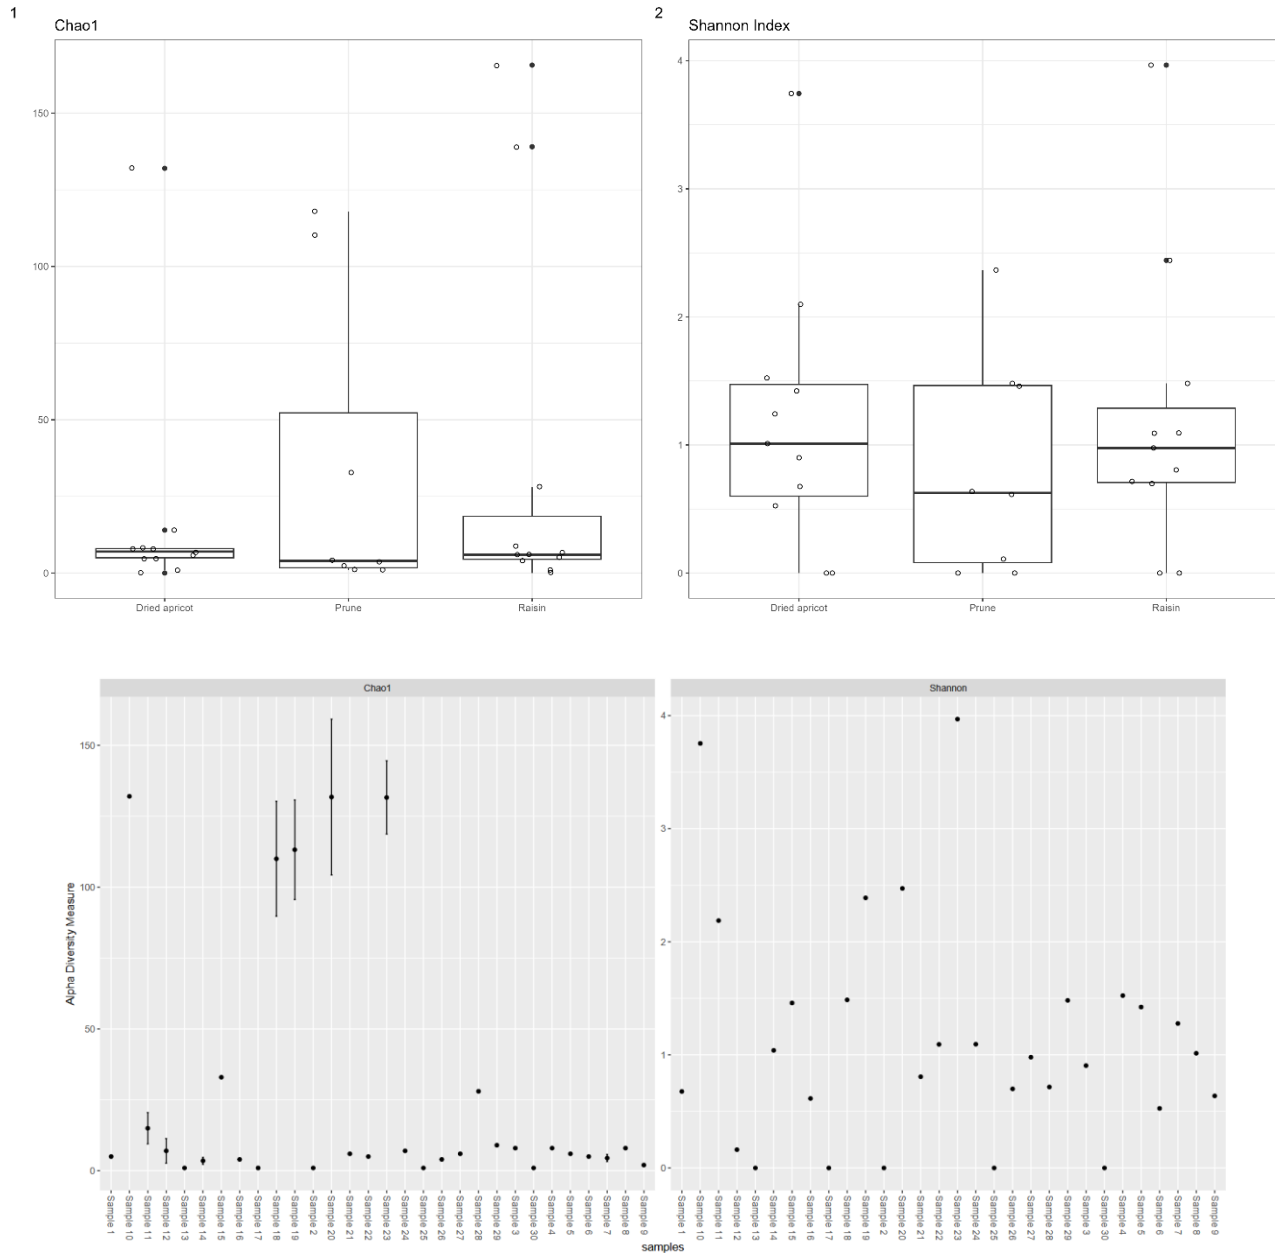 1
Chao1
150
100
50
0
Dried apricot
Prune
Raisin
2
Shannon Index
4
3
2
1
0
Dried apricot
Prune
Raisin
Chao1
Shannon
Alpha Diversity Measure
150
100
50
0
4
3
2
1
0
Sample 1
Sample 10
Sample 11
Sample 12
Sample 13
Sample 14
Sample 15
Sample 16
Sample 17
Sample 18
Sample 19
Sample 2
Sample 20
Sample 21
Sample 22
Sample 23
Sample 24
Sample 25
Sample 26
Sample 27
Sample 28
Sample 29
Sample 3
Sample 30
Sample 4
Sample 5
Sample 6
Sample 7
Sample 8
Sample 9
Sample 1
Sample 10
Sample 11
Sample 12
Sample 13
Sample 14
Sample 15
Sample 16
Sample 17
Sample 18
Sample 19
Sample 2
Sample 20
Sample 21
Sample 22
Sample 23
Sample 24
Sample 25
Sample 26
Sample 27
Sample 28
Sample 29
Sample 3
Sample 30
Sample 4
Sample 5
Sample 6
Sample 7
Sample 8
Sample 9
samples